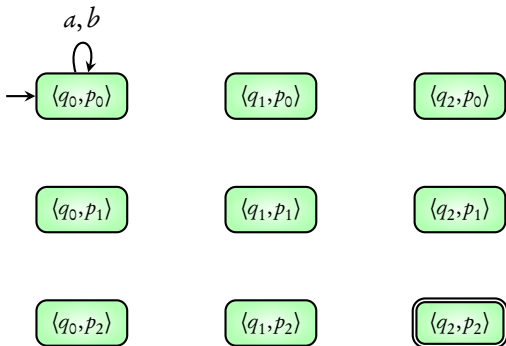 a, b
⟨q₀,p₀⟩ ⟨q₁,p₀⟩ ⟨q₂,p₀⟩
⟨q₀,p₁⟩ ⟨q₁,p₁⟩ ⟨q₂,p₁⟩
⟨q₀,p₂⟩ ⟨q₁,p₂⟩ ⟨q₂,p₂⟩